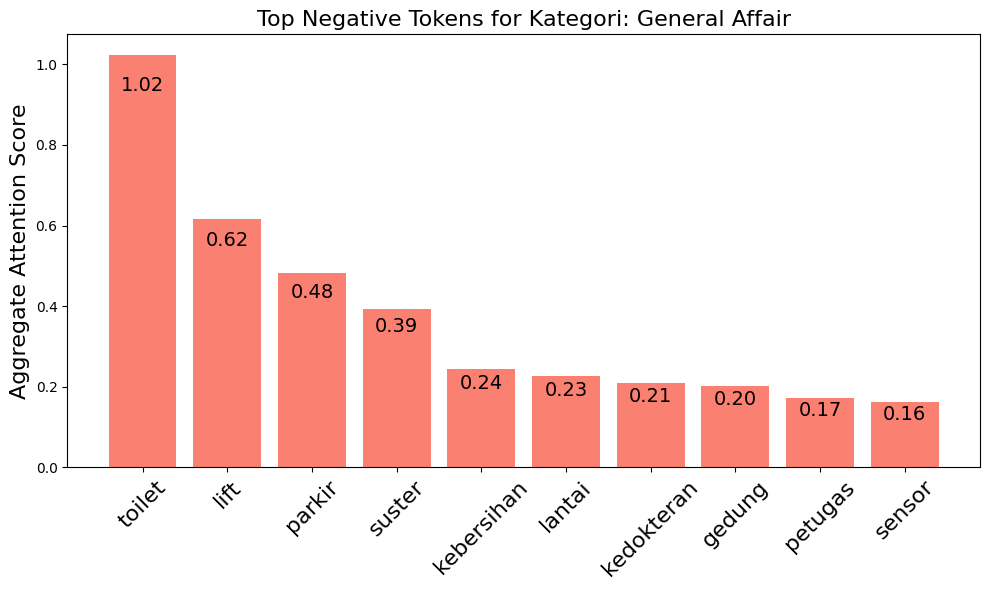 Top Negative Tokens for Kategori: General Affair
Aggregate Attention Score
1.0
0.8
0.6
0.4
0.2
0.0
1.02
0.62
0.48
0.39
0.24
0.23
0.21
0.20
0.17
0.16
toilet
lift
parkir
suster
kebersihan
lantai
kedokteran
gedung
petugas
sensor